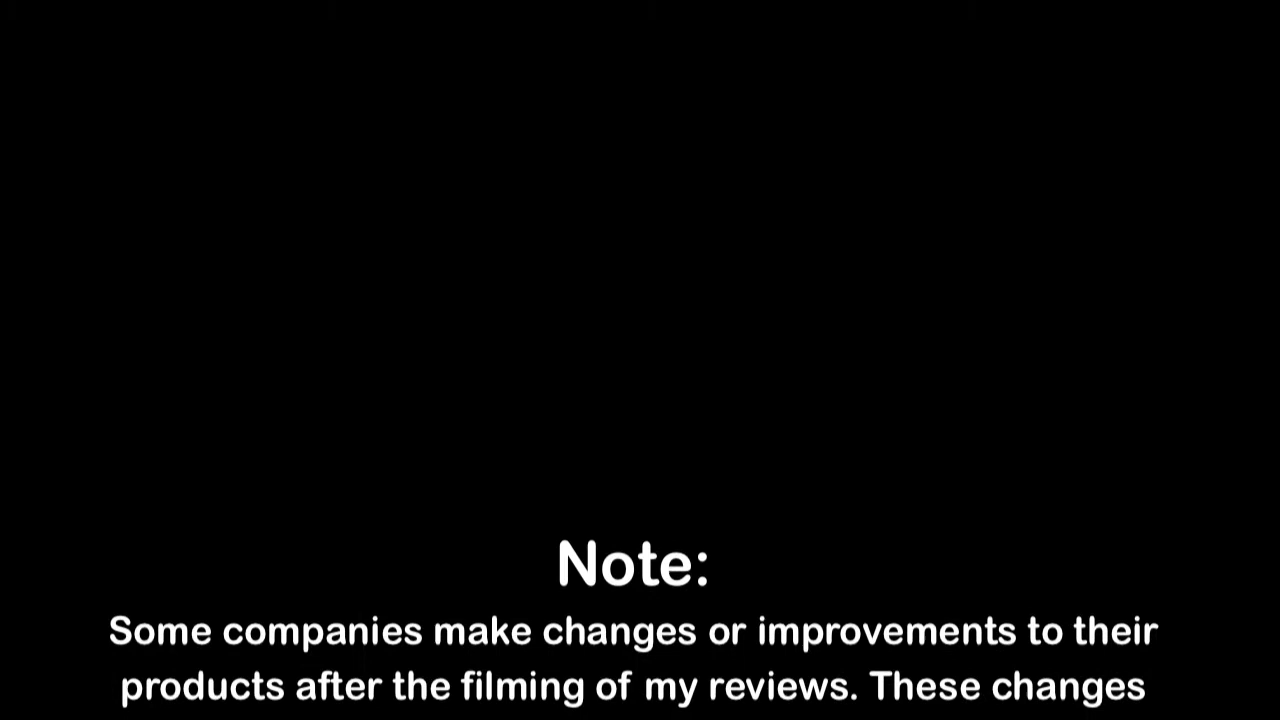 Note:
Some companies make changes or improvements to their
products after the filming of my reviews. These changes